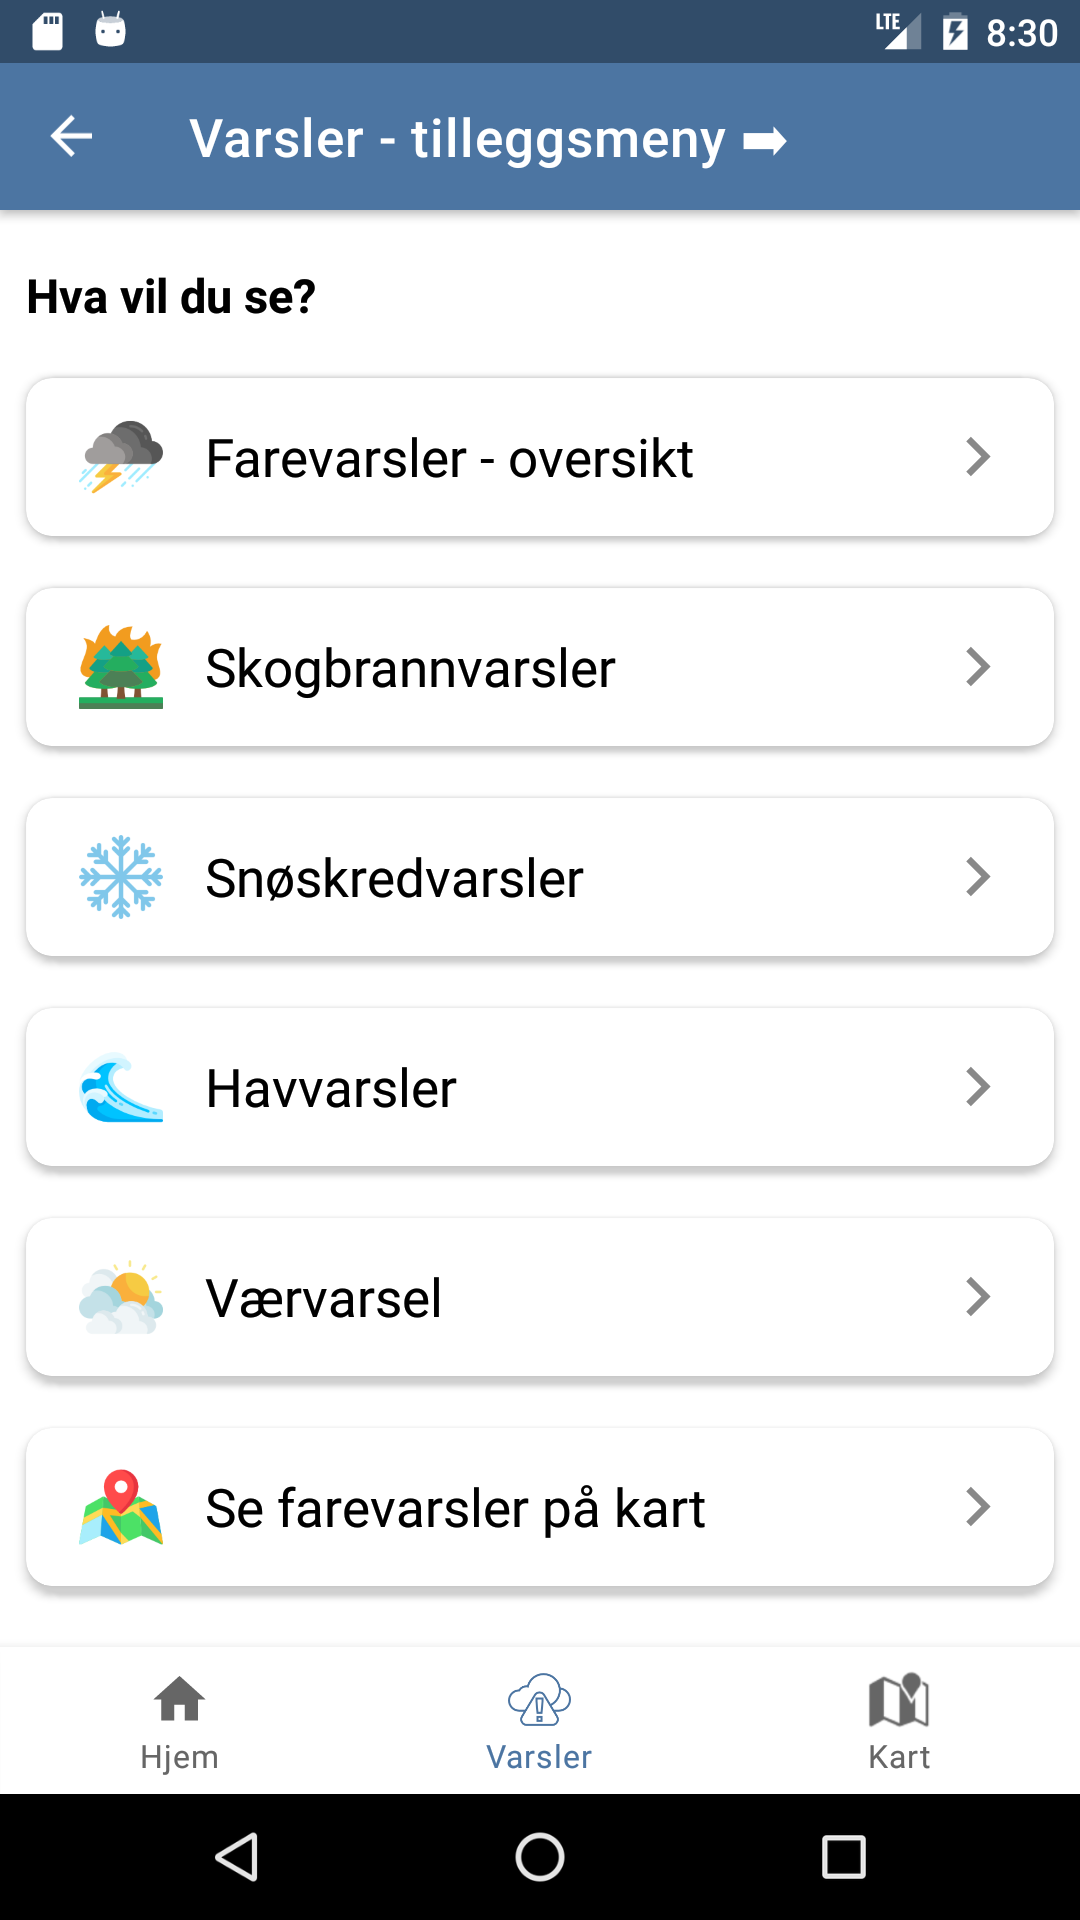 LTE 8:30
Varsler - tilleggsmeny ➡
Hva vil du se?
Farevarsler - oversikt
Skogbrannvarsler
Snøskredvarsler
Havvarsler
Værvarsel
Se farevarsler på kart
Hjem Varsler Kart